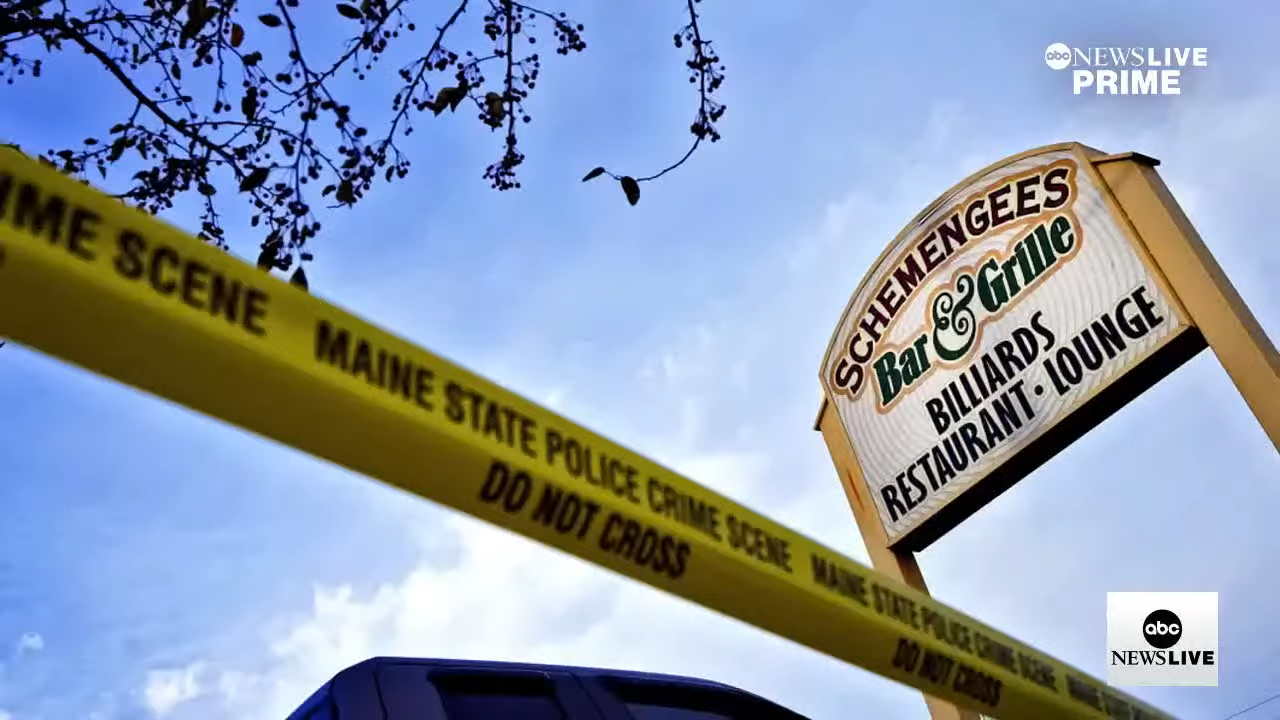 abc NEWS LIVE
PRIME
SCHEMENGEES
Bar & Grille
BILLIARDS
RESTAURANT • LOUNGE
SCENE MAINE STATE POLICE CRIME SCENE MAINE STATE POLICE CRIME SCENE
DO NOT CROSS DO NOT CROSS
abc
NEWS LIVE